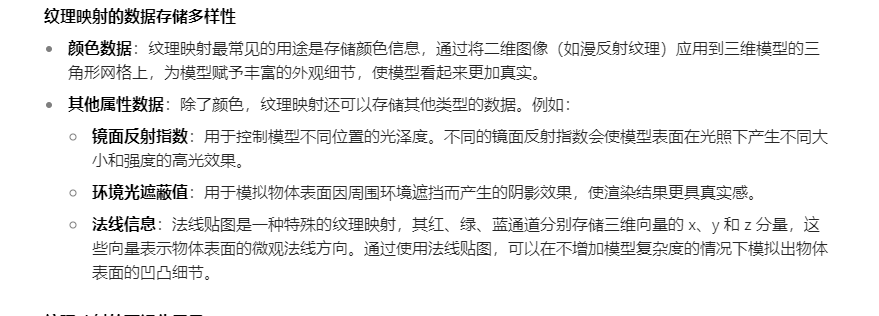 纹理映射的数据存储多样性
颜色数据：纹理映射最常见的用途是存储颜色信息，通过将二维图像（如漫反射纹理）应用到三维模型的三
角形网格上，为模型赋予丰富的外观细节，使模型看起来更加真实。
其他属性数据：除了颜色，纹理映射还可以存储其他类型的数据。例如：
镜面反射指数：用于控制模型不同位置的光泽度。不同的镜面反射指数会使模型表面在光照下产生不同大
小和强度的高光效果。
环境光遮蔽值：用于模拟物体表面因周围环境遮挡而产生的阴影效果，使渲染结果更具真实感。
法线信息：法线贴图是一种特殊的纹理映射，其红、绿、蓝通道分别存储三维向量的 x、y 和 z 分量，这
些向量表示物体表面的微观法线方向。通过使用法线贴图，可以在不增加模型复杂度的情况下模拟出物体
表面的凹凸细节。